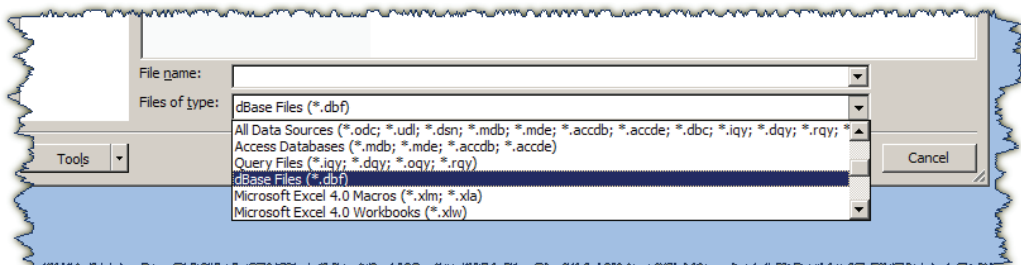 File name:
Files of type: dBase Files (*.dbf)
All Data Sources (*.odc; *.udl; *.dsn; *.mdb; *.mde; *.accdb; *.accde; *.dbc; *.iqy; *.dqy; *.rqy; *
Access Databases (*.mdb; *.mde; *.accdb; *.accde)
Query Files (*.iqy; *.dqy; *.oqy; *.rqy)
dBase Files (*.dbf)
Microsoft Excel 4.0 Macros (*.xlm; *.xla)
Microsoft Excel 4.0 Workbooks (*.xlw)
Tools
Cancel